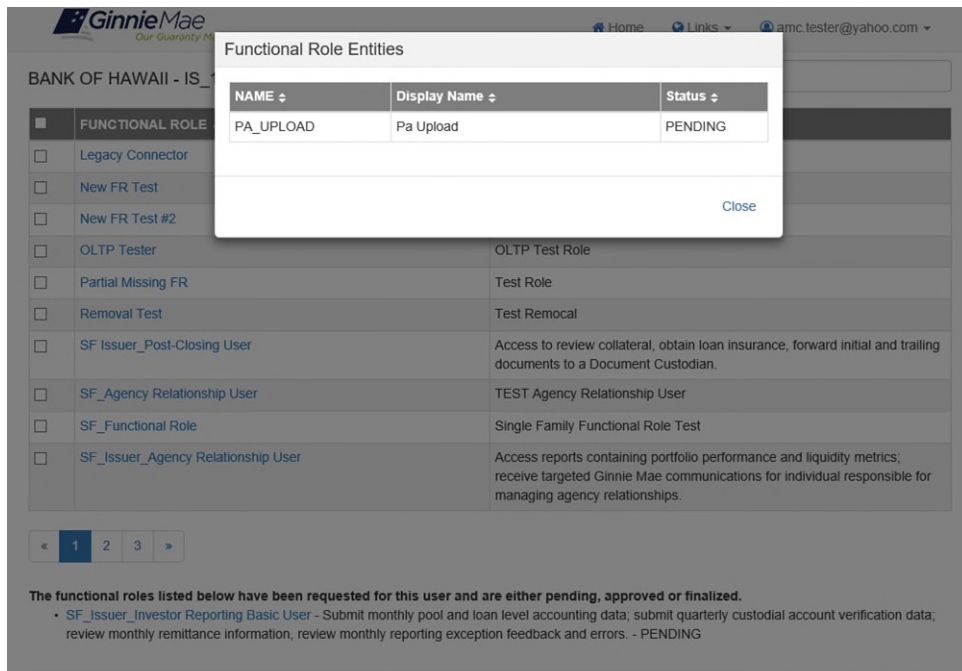 GinnieMae
Our Guaranty
Home Links amc.tester@yahoo.com
Functional Role Entities
BANK OF HAWAII - IS_
NAME Display Name Status
PA_UPLOAD Pa Upload PENDING
Close
FUNCTIONAL ROLE
Legacy Connector
New FR Test
New FR Test #2
OLTP Tester OLTP Test Role
Partial Missing FR Test Role
Removal Test Test Remocal
SF Issuer_Post-Closing User Access to review collateral, obtain loan insurance, forward initial and trailing
documents to a Document Custodian.
SF_Agency Relationship User TEST Agency Relationship User
SF_Functional Role Single Family Functional Role Test
SF_Issuer_Agency Relationship User Access reports containing portfolio performance and liquidity metrics;
receive targeted Ginnie Mae communications for individual responsible for
managing agency relationships.
« 1 2 3 »
The functional roles listed below have been requested for this user and are either pending, approved or finalized.
• SF_Issuer_Investor Reporting Basic User - Submit monthly pool and loan level accounting data; submit quarterly custodial account verification data;
review monthly remittance information, review monthly reporting exception feedback and errors. - PENDING